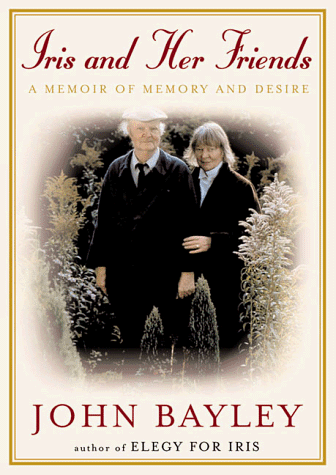 Iris and Her Friends
A MEMOIR OF MEMORY AND DESIRE
JOHN BAYLEY
author of ELEGY FOR IRIS